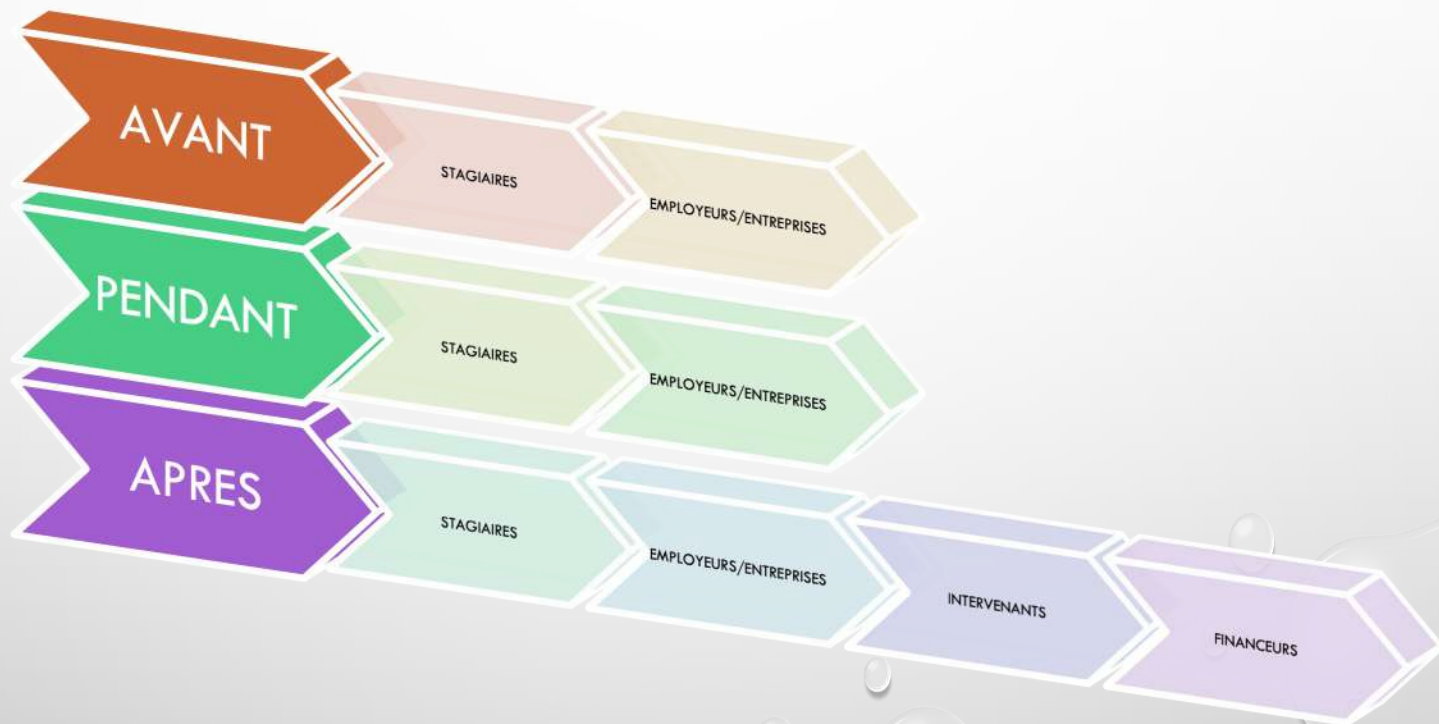 AVANT
STAGIAIRES
EMPLOYEURS/ENTREPRISES
PENDANT
STAGIAIRES
EMPLOYEURS/ENTREPRISES
APRES
STAGIAIRES
EMPLOYEURS/ENTREPRISES
INTERVENANTS
FINANCEURS